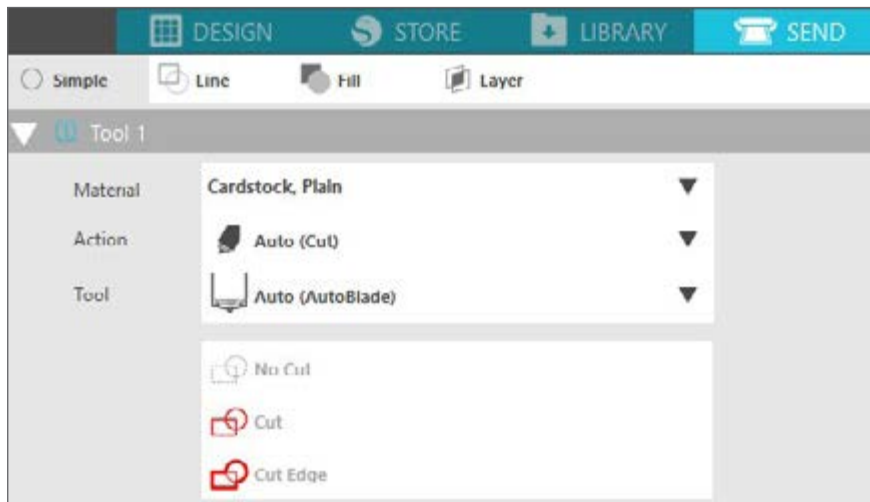 DESIGN STORE LIBRARY SEND
Simple Line Fill Layer
Tool 1
Material Cardstock, Plain
Action Auto (Cut)
Tool Auto (AutoBlade)
No Cut
Cut
Cut Edge